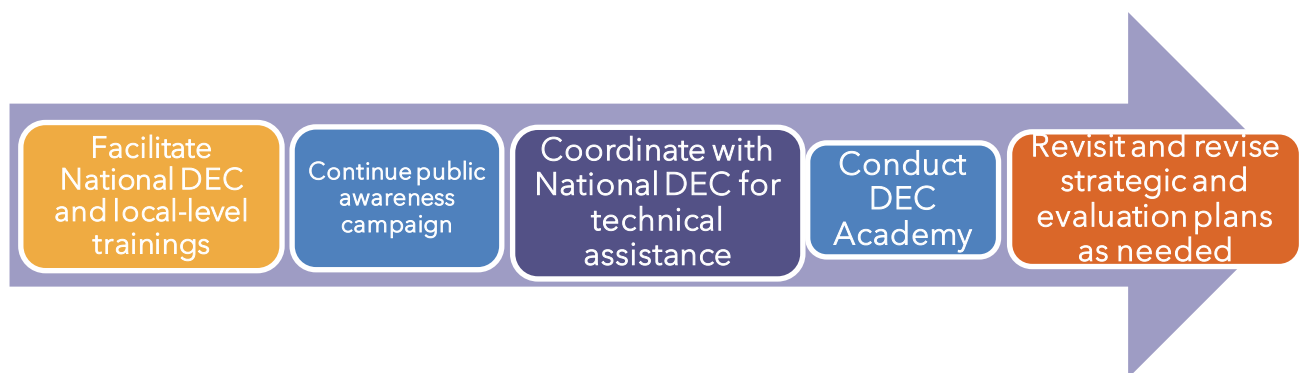 Facilitate
National DEC
and local-level
trainings
Continue public
awareness
campaign
Coordinate with
National DEC for
technical
assistance
Conduct
DEC
Academy
Revisit and revise
strategic and
evaluation plans
as needed